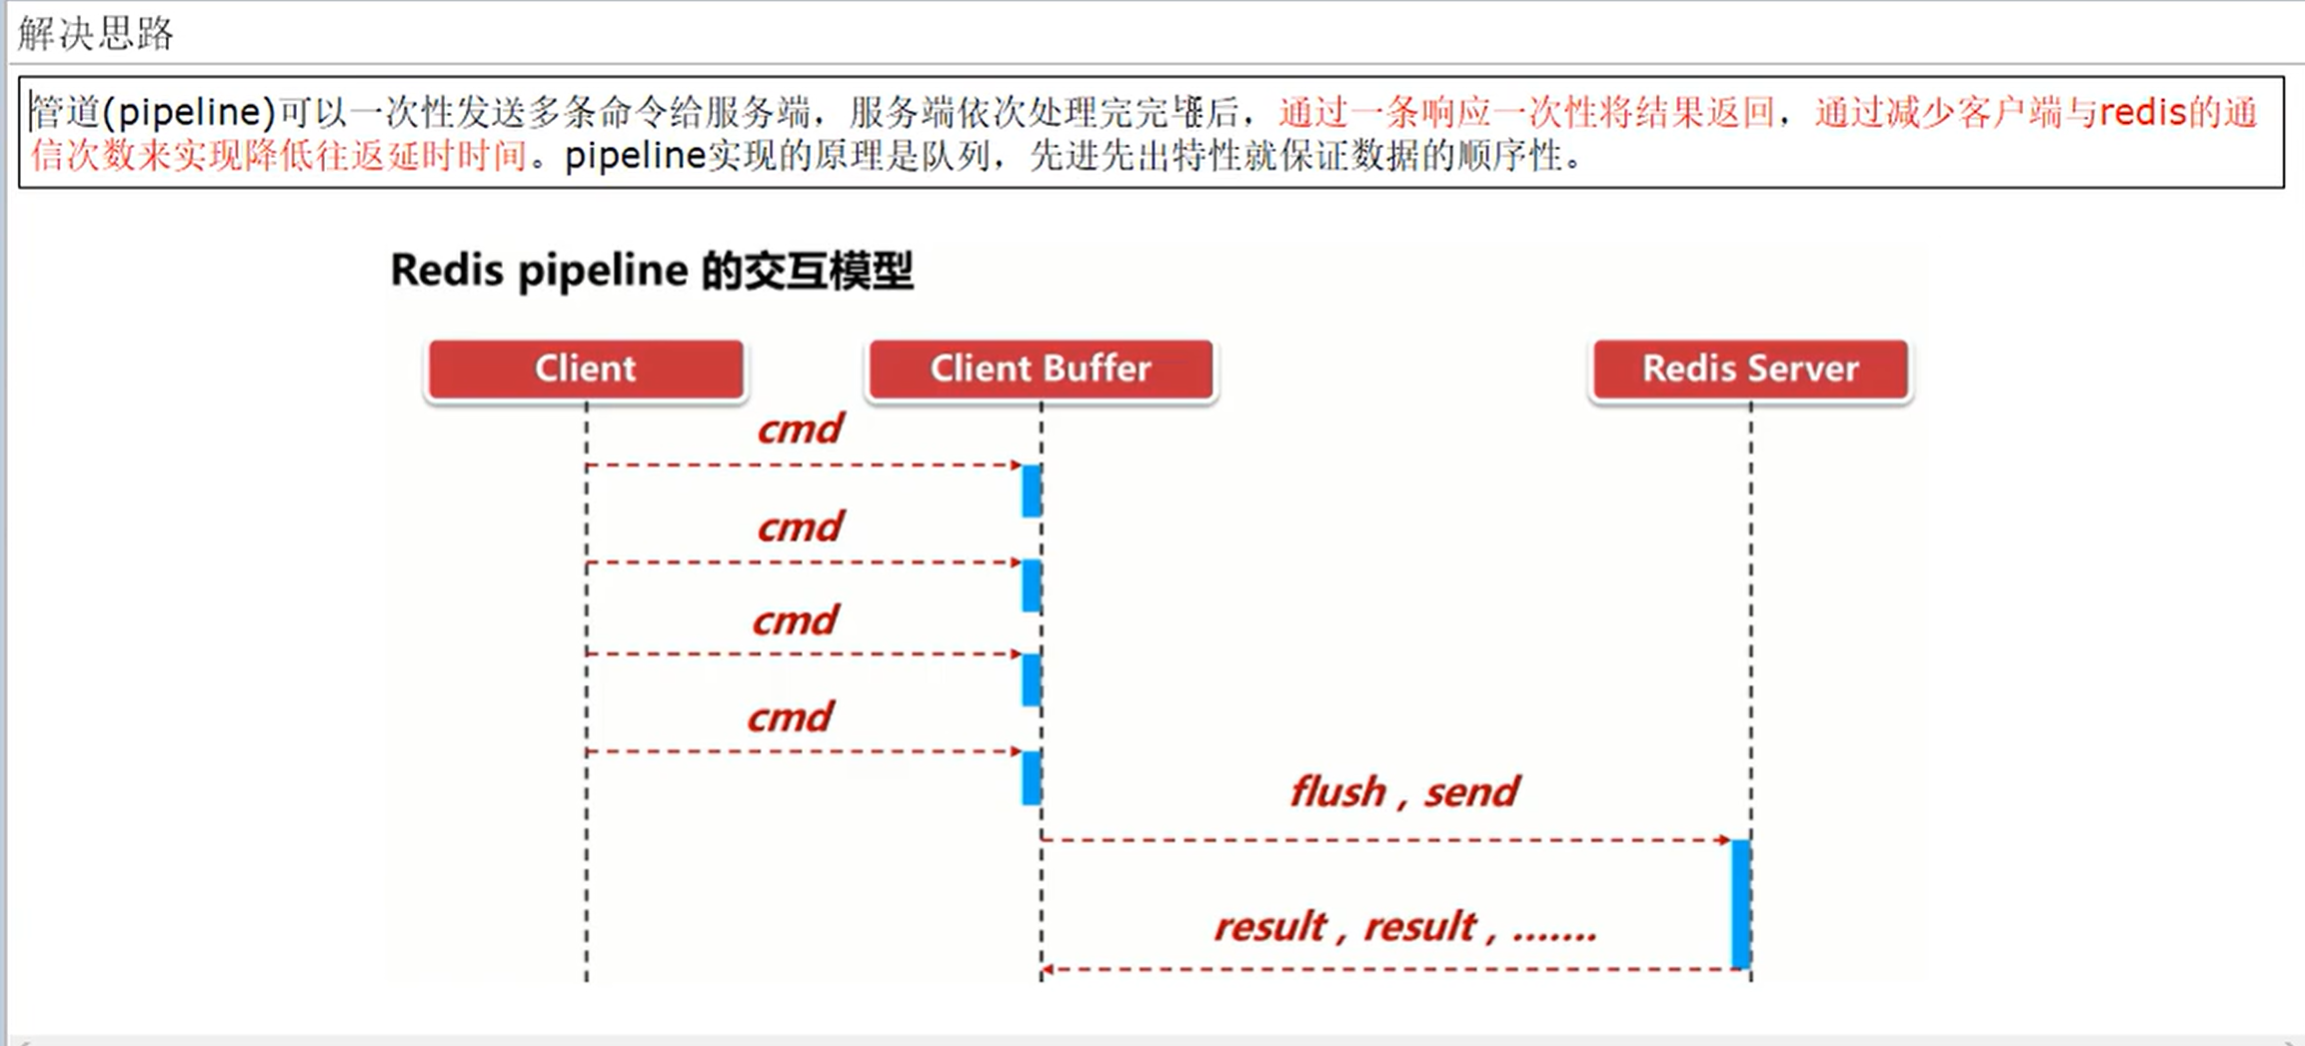 解决思路
管道(pipeline)可以一次性发送多条命令给服务端，服务端依次处理完完毕后，通过一条响应一次性将结果返回，通过减少客户端与redis的通
信次数来实现降低往返延时时间。pipeline实现的原理是队列，先进先出特性就保证数据的顺序性。
Redis pipeline 的交互模型
Client
Client Buffer
Redis Server
cmd
cmd
cmd
cmd
flush , send
result , result , .......